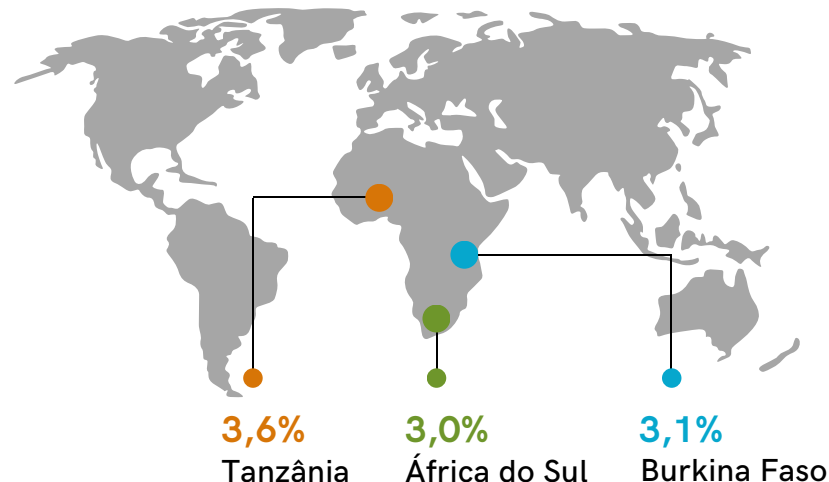 3,6%
Tanzânia
3,0%
África do Sul
3,1%
Burkina Faso